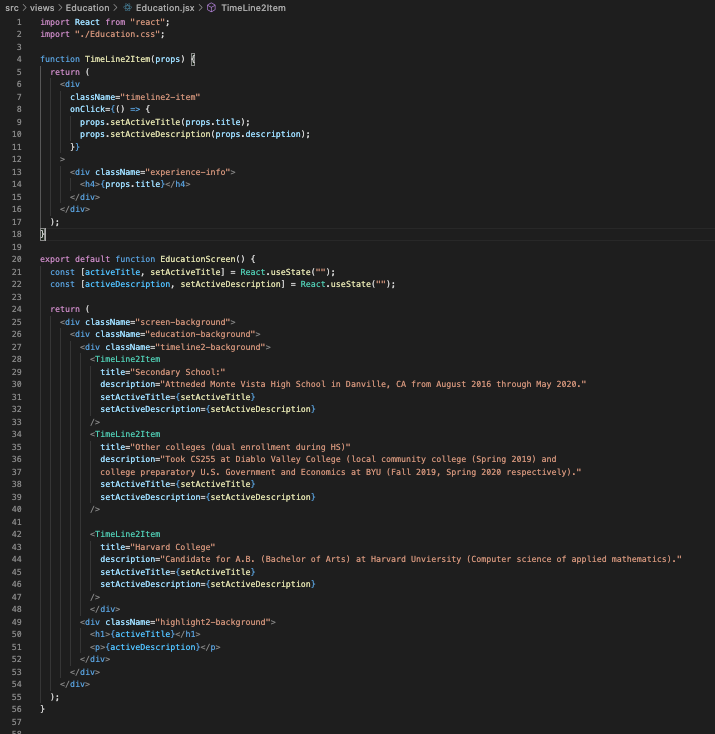 src > views > Education > Education.jsx > TimeLine2Item
1 import React from "react";
2 import "./Education.css";
3
4 function TimeLine2Item(props) {
5 return (
6 <div
7 className="timeline2-item"
8 onClick={() => {
9 props.setActiveTitle(props.title);
10 props.setActiveDescription(props.description);
11 }}
12 >
13 <div className="experience-info">
14 <h4>{props.title}</h4>
15 </div>
16 </div>
17 );
18 }
19
20 export default function EducationScreen() {
21 const [activeTitle, setActiveTitle] = React.useState("");
22 const [activeDescription, setActiveDescription] = React.useState("");
23
24 return (
25 <div className="screen-background">
26 <div className="education-background">
27 <div className="timeline2-background">
28 <TimeLine2Item
29 title="Secondary School:"
30 description="Attneded Monte Vista High School in Danville, CA from August 2016 through May 2020."
31 setActiveTitle={setActiveTitle}
32 setActiveDescription={setActiveDescription}
33 />
34 <TimeLine2Item
35 title="Other colleges (dual enrollment during HS)"
36 description="Took CS255 at Diablo Valley College (local community college (Spring 2019) and
37 college preparatory U.S. Government and Economics at BYU (Fall 2019, Spring 2020 respectively)."
38 setActiveTitle={setActiveTitle}
39 setActiveDescription={setActiveDescription}
40 />
41
42 <TimeLine2Item
43 title="Harvard College"
44 description="Candidate for A.B. (Bachelor of Arts) at Harvard Unviersity (Computer science of applied mathematics)."
45 setActiveTitle={setActiveTitle}
46 setActiveDescription={setActiveDescription}
47 />
48 </div>
49 <div className="highlight2-background">
50 <h1>{activeTitle}</h1>
51 <p>{activeDescription}</p>
52 </div>
53 </div>
54 </div>
55 );
56 }
57
58